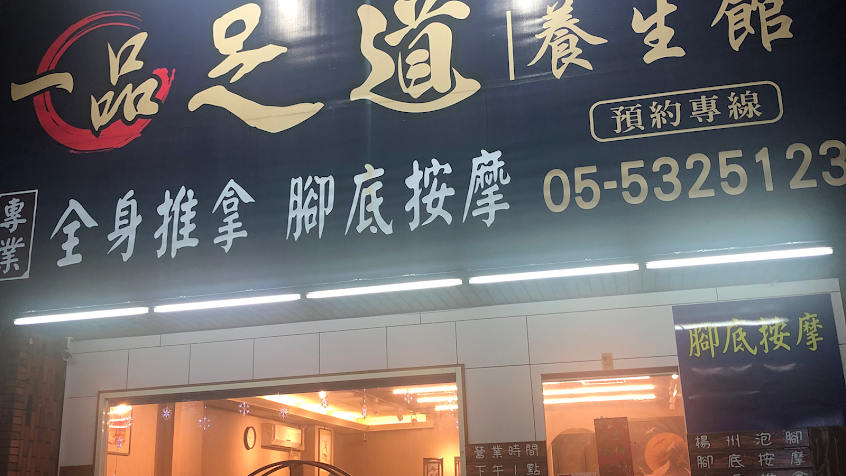 一品足道 | 養生館
預約專線
05-5325123
專業 全身推拿 腳底按摩
腳底按摩
楊州泡腳
腳底按摩
營業時間
下午1點